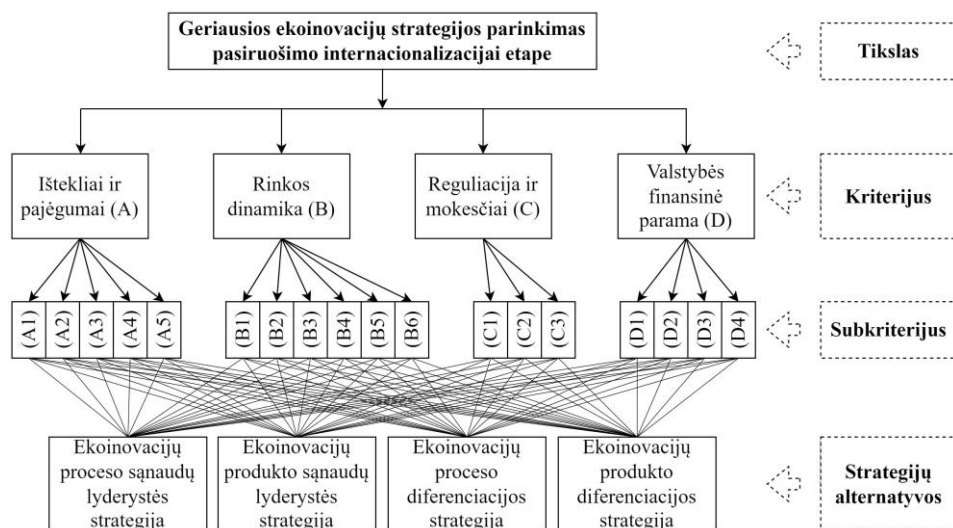 Geriausios ekoinovacijų strategijos parinkimas
pasiruošimo internacionalizacijai etape
Tikslas
Ištekliai ir
pajėgumai (A)
Rinkos
dinamika (B)
Reguliacija ir
mokesčiai (C)
Valstybės
finansinė
parama (D)
Kriterijus
(A1)
(A2)
(A3)
(A4)
(A5)
(B1)
(B2)
(B3)
(B4)
(B5)
(B6)
(C1)
(C2)
(C3)
(D1)
(D2)
(D3)
(D4)
Subkriterijus
Ekoinovacijų
proceso sąnaudų
lyderystės
strategija
Ekoinovacijų
produkto sąnaudų
lyderystės
strategija
Ekoinovacijų
proceso
diferenciacijos
strategija
Ekoinovacijų
produkto
diferenciacijos
strategija
Strategijų
alternatyvos